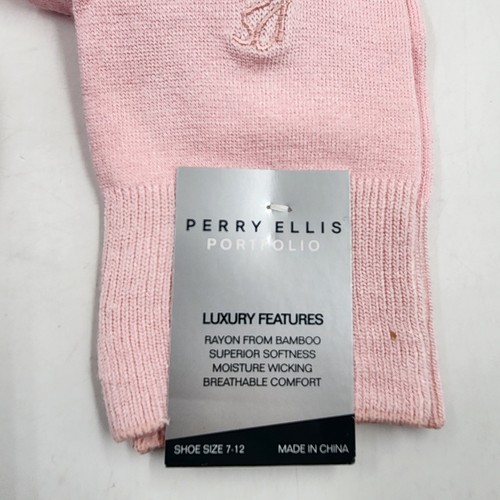 PERRY ELLIS
PORTFOLIO
LUXURY FEATURES
RAYON FROM BAMBOO
SUPERIOR SOFTNESS
MOISTURE WICKING
BREATHABLE COMFORT
SHOE SIZE 7-12 MADE IN CHINA